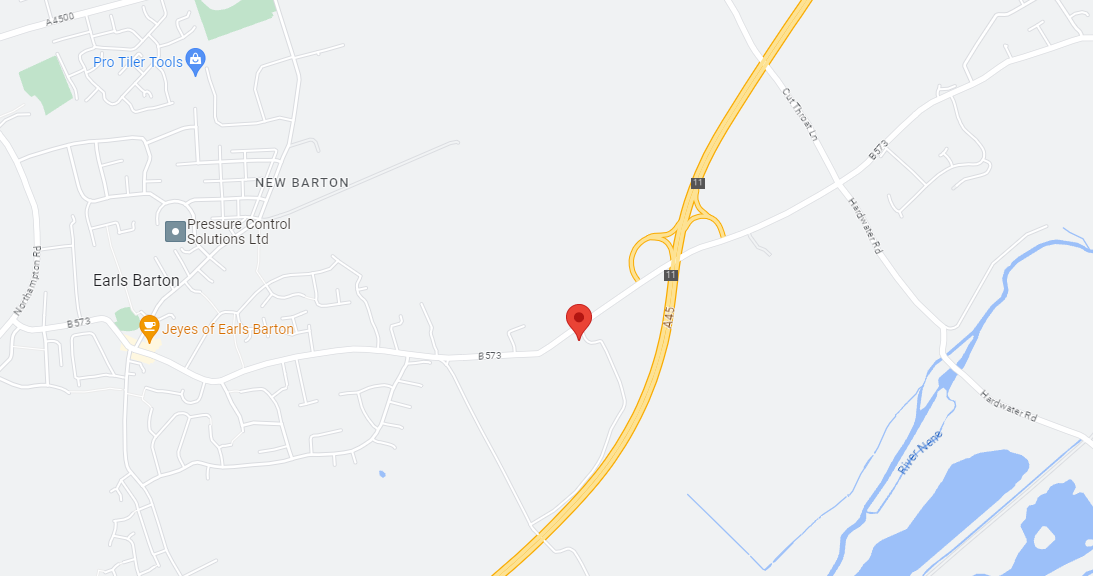 A4500
Pro Tiler Tools
Cut Throat Ln
B573
11
NEW BARTON
Pressure Control
Solutions Ltd
Hardwater Rd
Northampton Rd
11
Earls Barton
A45
B573
Jeyes of Earls Barton
B573
Hardwater Rd
River Nene